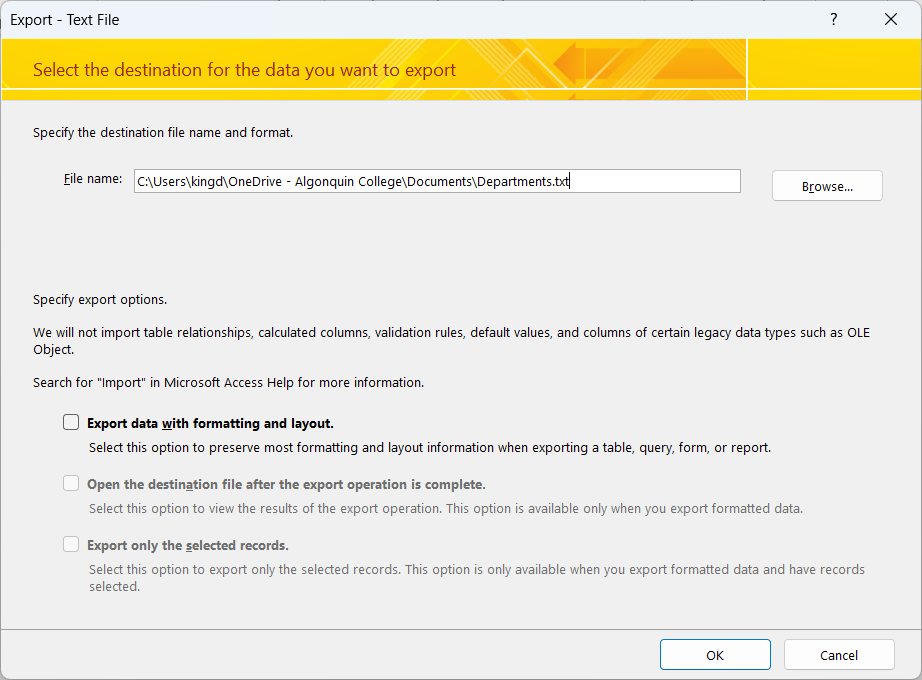 Export - Text File
?
Select the destination for the data you want to export
Specify the destination file name and format.
File name:
C:\Users\kingd\OneDrive - Algonquin College\Documents\Departments.txt
Browse...
Specify export options.
We will not import table relationships, calculated columns, validation rules, default values, and columns of certain legacy data types such as OLE
Object.
Search for "Import" in Microsoft Access Help for more information.
Export data with formatting and layout.
Select this option to preserve most formatting and layout information when exporting a table, query, form, or report.
Open the destination file after the export operation is complete.
Select this option to view the results of the export operation. This option is available only when you export formatted data.
Export only the selected records.
Select this option to export only the selected records. This option is only available when you export formatted data and have records
selected.
OK
Cancel